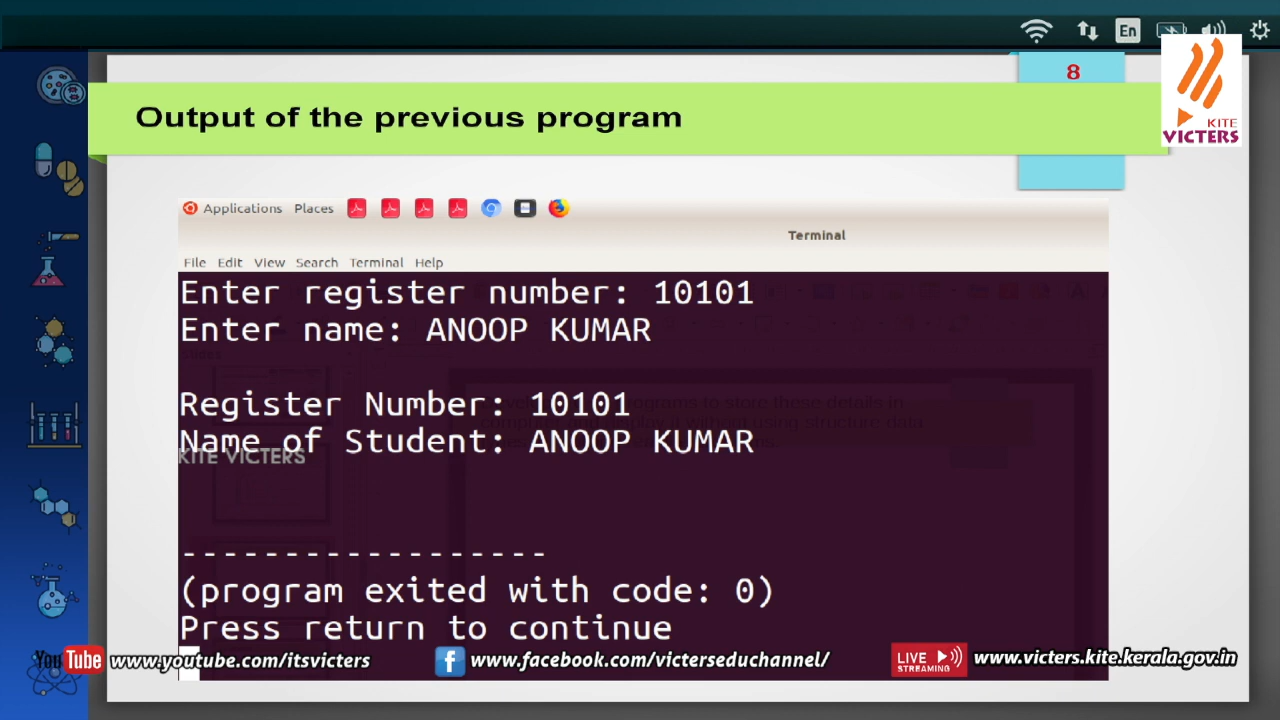 En
8
Output of the previous program
KITE
VICTERS
Applications Places
Terminal
File Edit View Search Terminal Help
Enter register number: 10101
Enter name: ANOOP KUMAR
Register Number: 10101
Name of Student: ANOOP KUMAR
KITE VICTERS
------------------
(program exited with code: 0)
Press return to continue
You Tube www.youtube.com/itsvicters
f www.facebook.com/victerseduchannel/
LIVE STREAMING www.victers.kite.kerala.gov.in